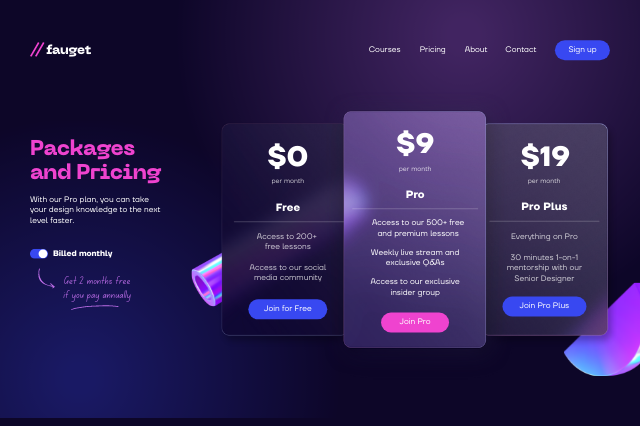 // fauget
Courses
Pricing
About
Contact
Sign up
Packages
and Pricing
With our Pro plan, you can take
your design knowledge to the next
level faster.
Billed monthly
Get 2 months free
if you pay annually
$0
per month
Free
Access to 200+
free lessons
Access to our social
media community
Join for Free
$9
per month
Pro
Access to our 500+ free
and premium lessons
Weekly live stream and
exclusive Q&As
Access to our exclusive
insider group
Join Pro
$19
per month
Pro Plus
Everything on Pro
30 minutes 1-on-1
mentorship with our
Senior Designer
Join Pro Plus